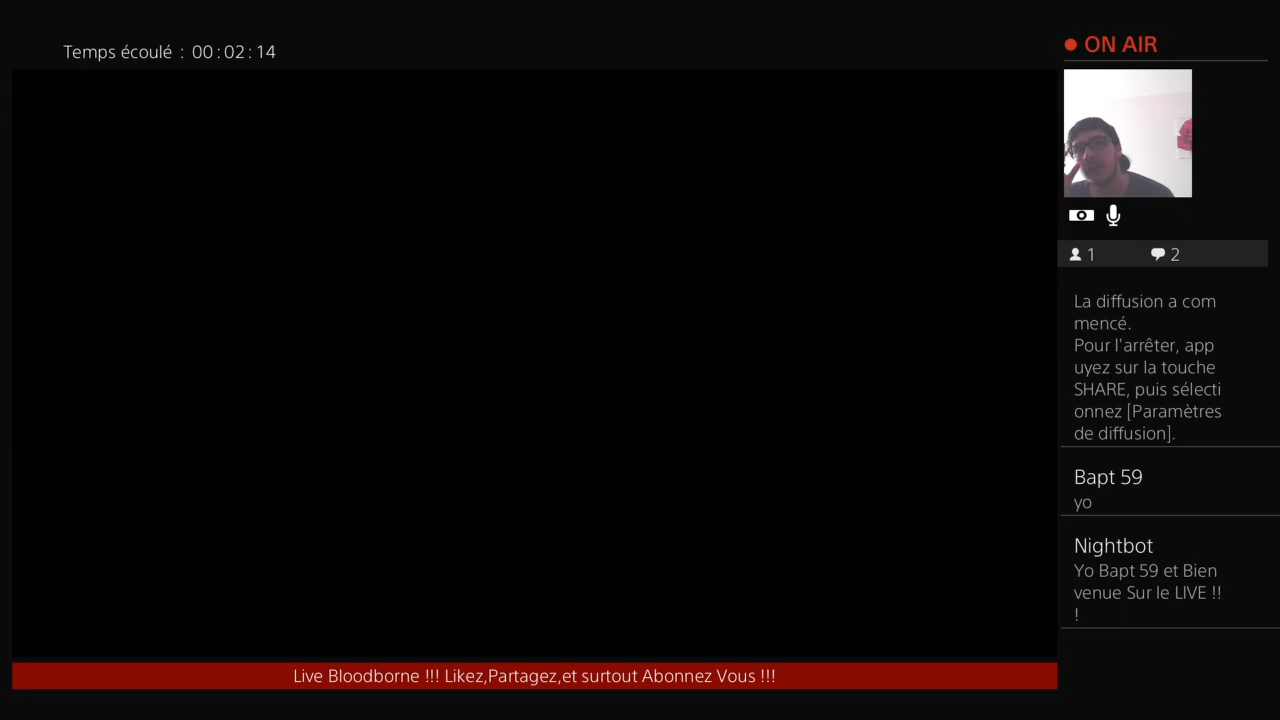 Temps écoulé : 00:02:14
ON AIR
1 2
La diffusion a com
mencé.
Pour l'arrêter, app
uyez sur la touche
SHARE, puis sélecti
onnez [Paramètres
de diffusion].
Bapt 59
yo
Nightbot
Yo Bapt 59 et Bien
venue Sur le LIVE !!
!
Live Bloodborne !!! Likez,Partagez,et surtout Abonnez Vous !!!